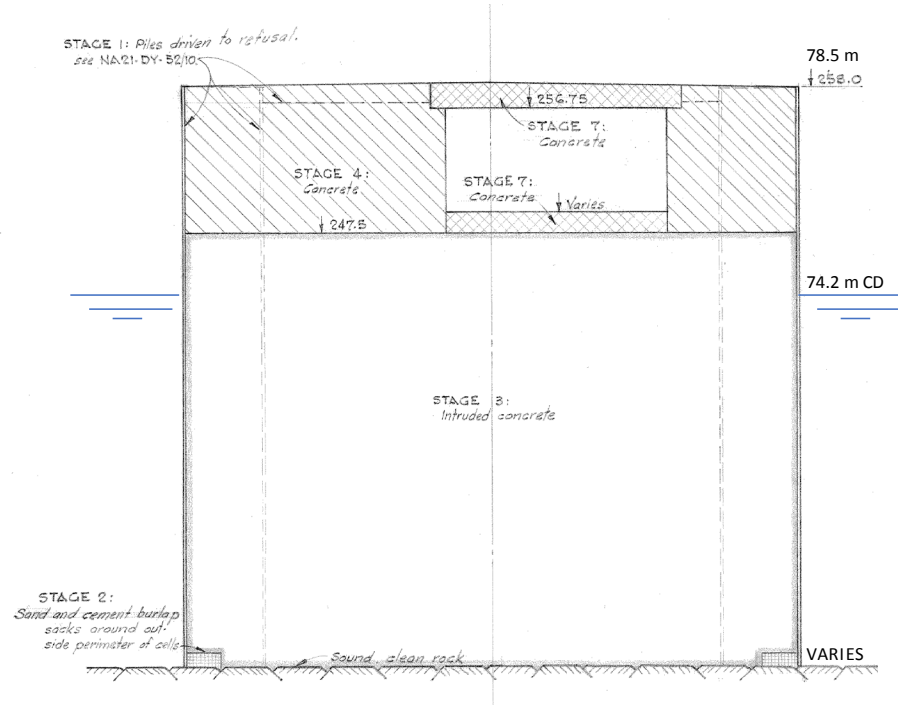 STAGE 1: Piles driven to refusal.
see NA21-DY-52/10.
78.5 m
258.0
256.75
STAGE 7:
Concrete
STAGE 4:
Concrete
STAGE 7:
Concrete
Varies
247.5
74.2 m CD
STAGE 3:
Intruded concrete
STAGE 2:
Sand and cement burlap
sacks around out-
side perimeter of cells
Sound, clean rock
VARIES